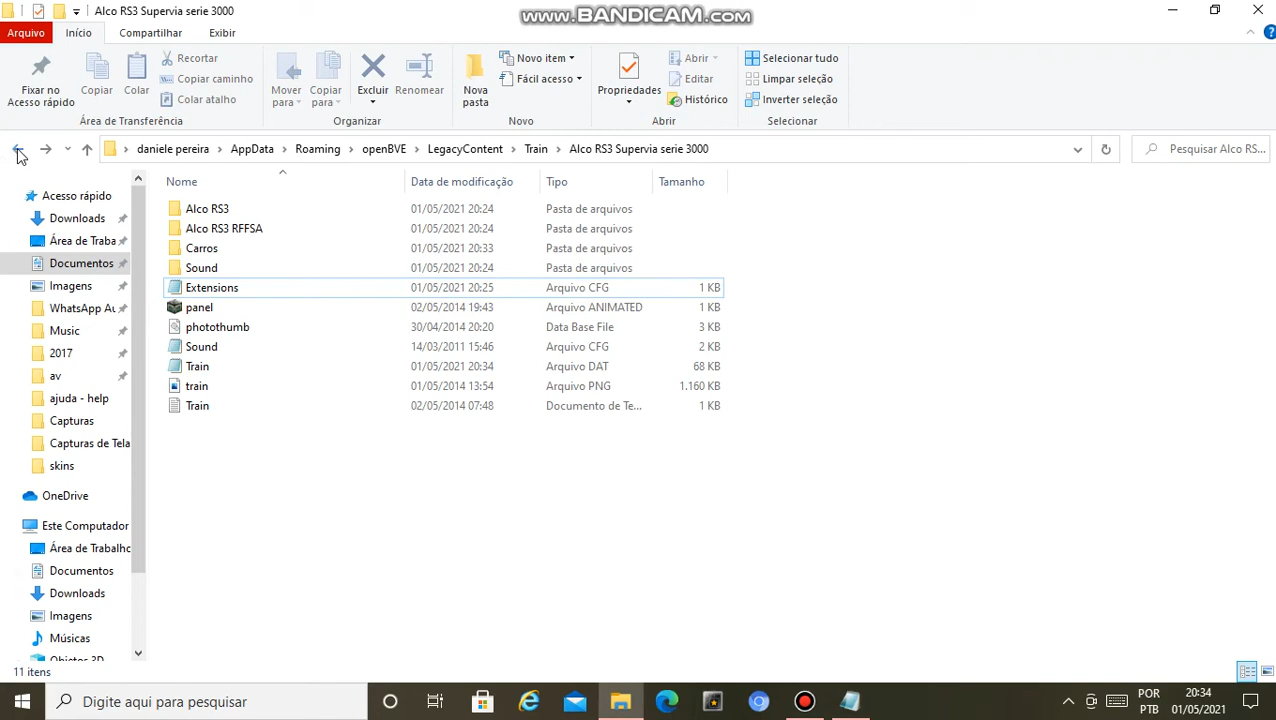 Alco RS3 Supervia serie 3000
www.BANDICAM.com
Arquivo
Início
Compartilhar
Exibir
Fixar no
Acesso rápido
Copiar
Colar
Recortar
Copiar caminho
Colar atalho
Mover
para
Copiar
para
Excluir
Renomear
Nova
pasta
Novo item
Fácil acesso
Propriedades
Abrir
Editar
Histórico
Selecionar tudo
Limpar seleção
Inverter seleção
Área de Transferência
Organizar
Novo
Abrir
Selecionar
daniele pereira > AppData > Roaming > openBVE > LegacyContent > Train > Alco RS3 Supervia serie 3000
Pesquisar Alco RS...
Nome Data de modificação Tipo Tamanho
Alco RS3 01/05/2021 20:24 Pasta de arquivos
Alco RS3 RFFSA 01/05/2021 20:24 Pasta de arquivos
Carros 01/05/2021 20:33 Pasta de arquivos
Sound 01/05/2021 20:24 Pasta de arquivos
Extensions 01/05/2021 20:25 Arquivo CFG 1 KB
panel 02/05/2014 19:43 Arquivo ANIMATED 1 KB
photothumb 30/04/2014 20:20 Data Base File 3 KB
Sound 14/03/2011 15:46 Arquivo CFG 2 KB
Train 01/05/2021 20:34 Arquivo DAT 68 KB
train 01/05/2014 13:54 Arquivo PNG 1.160 KB
Train 02/05/2014 07:48 Documento de Te... 1 KB
Acesso rápido
Downloads
Área de Traba
Documentos
Imagens
WhatsApp Au
Music
2017
av
ajuda - help
Capturas
Capturas de Tela
skins
OneDrive
Este Computador
Área de Trabalho
Documentos
Downloads
Imagens
Músicas
Objetos 3D
11 itens
Digite aqui para pesquisar
POR
PTB
20:34
01/05/2021